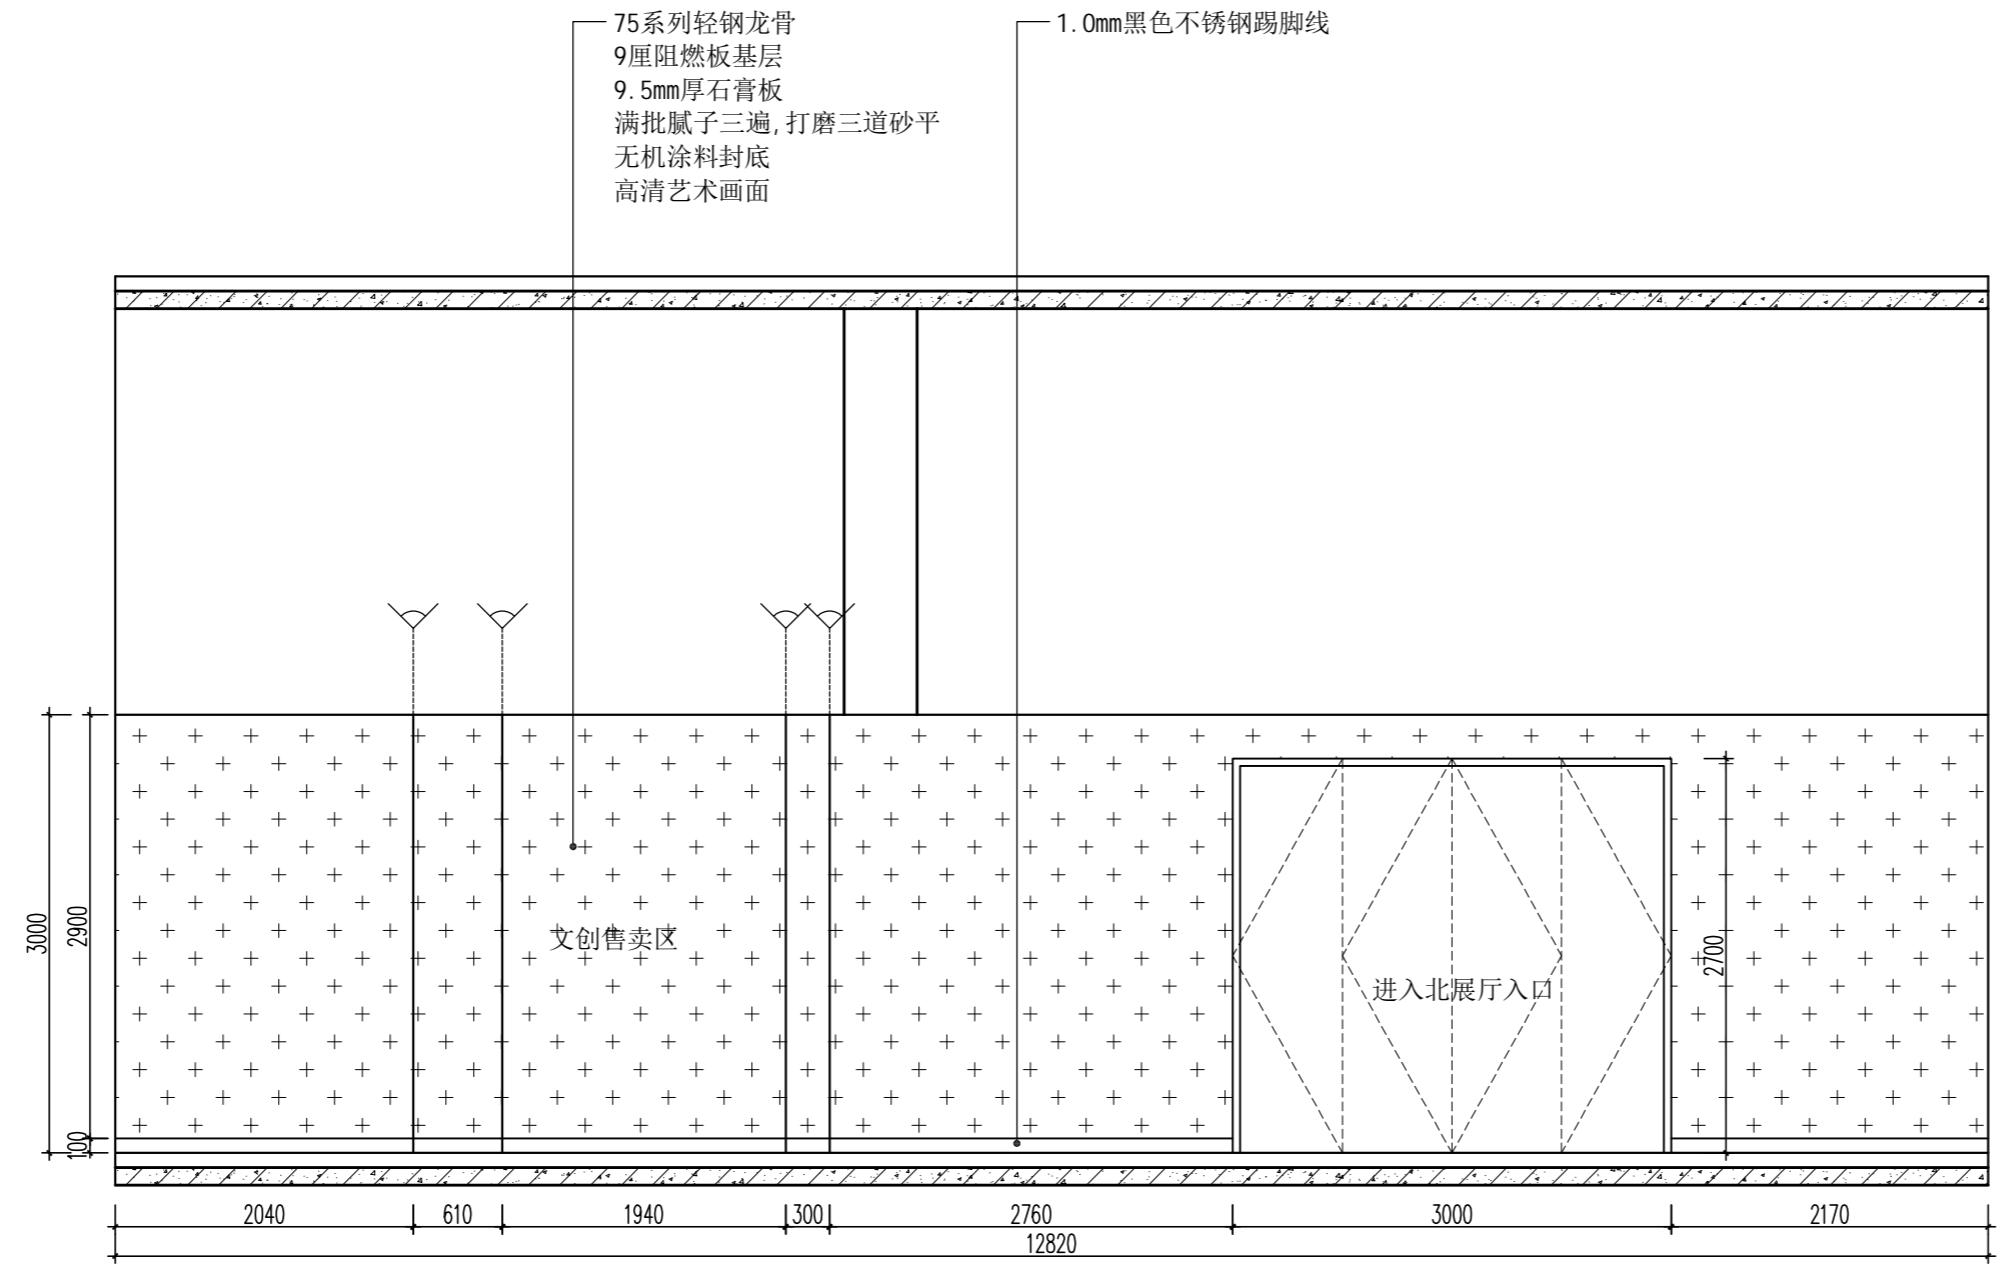 75系列轻钢龙骨
9厘阻燃板基层
9.5mm厚石膏板
满批腻子三遍,打磨三道砂平
无机涂料封底
高清艺术画面
1.0mm黑色不锈钢踢脚线
3000
2900
100
文创售卖区
进入北展厅入口
2700
2040
610
1940
300
2760
3000
2170
12820